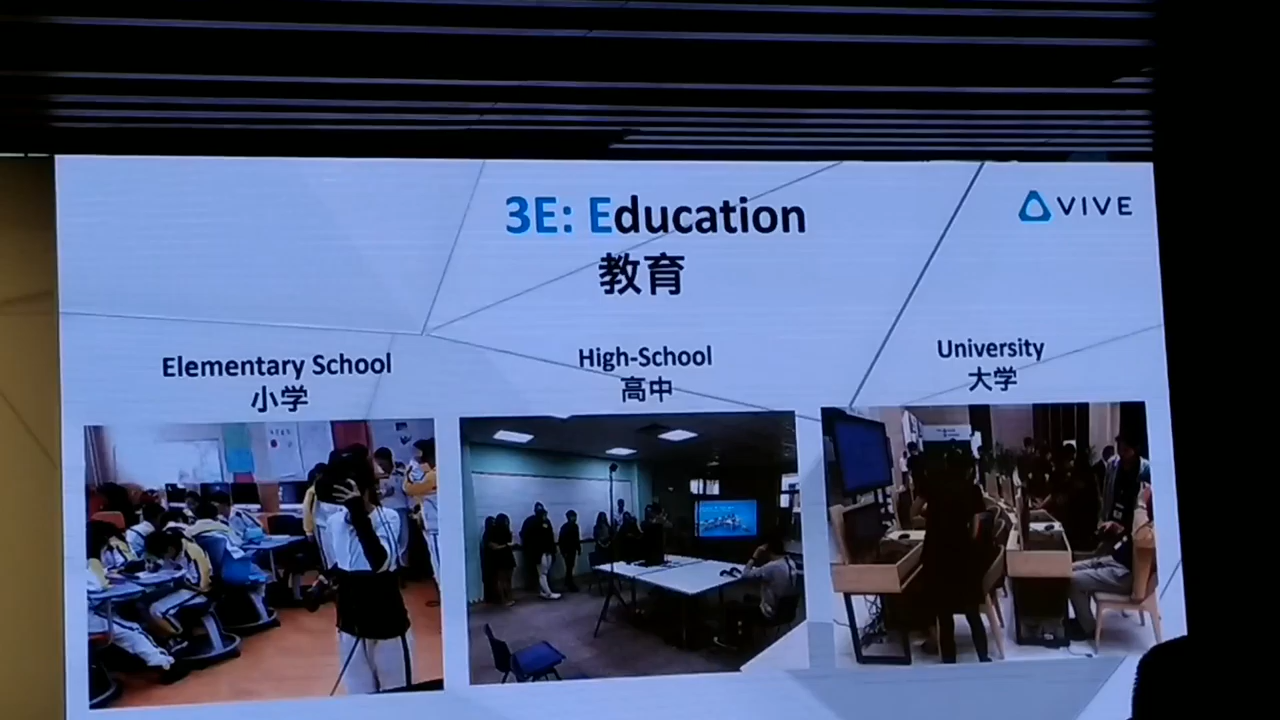 3E: Education
教育
VIVE
Elementary School
小学
High-School
高中
University
大学